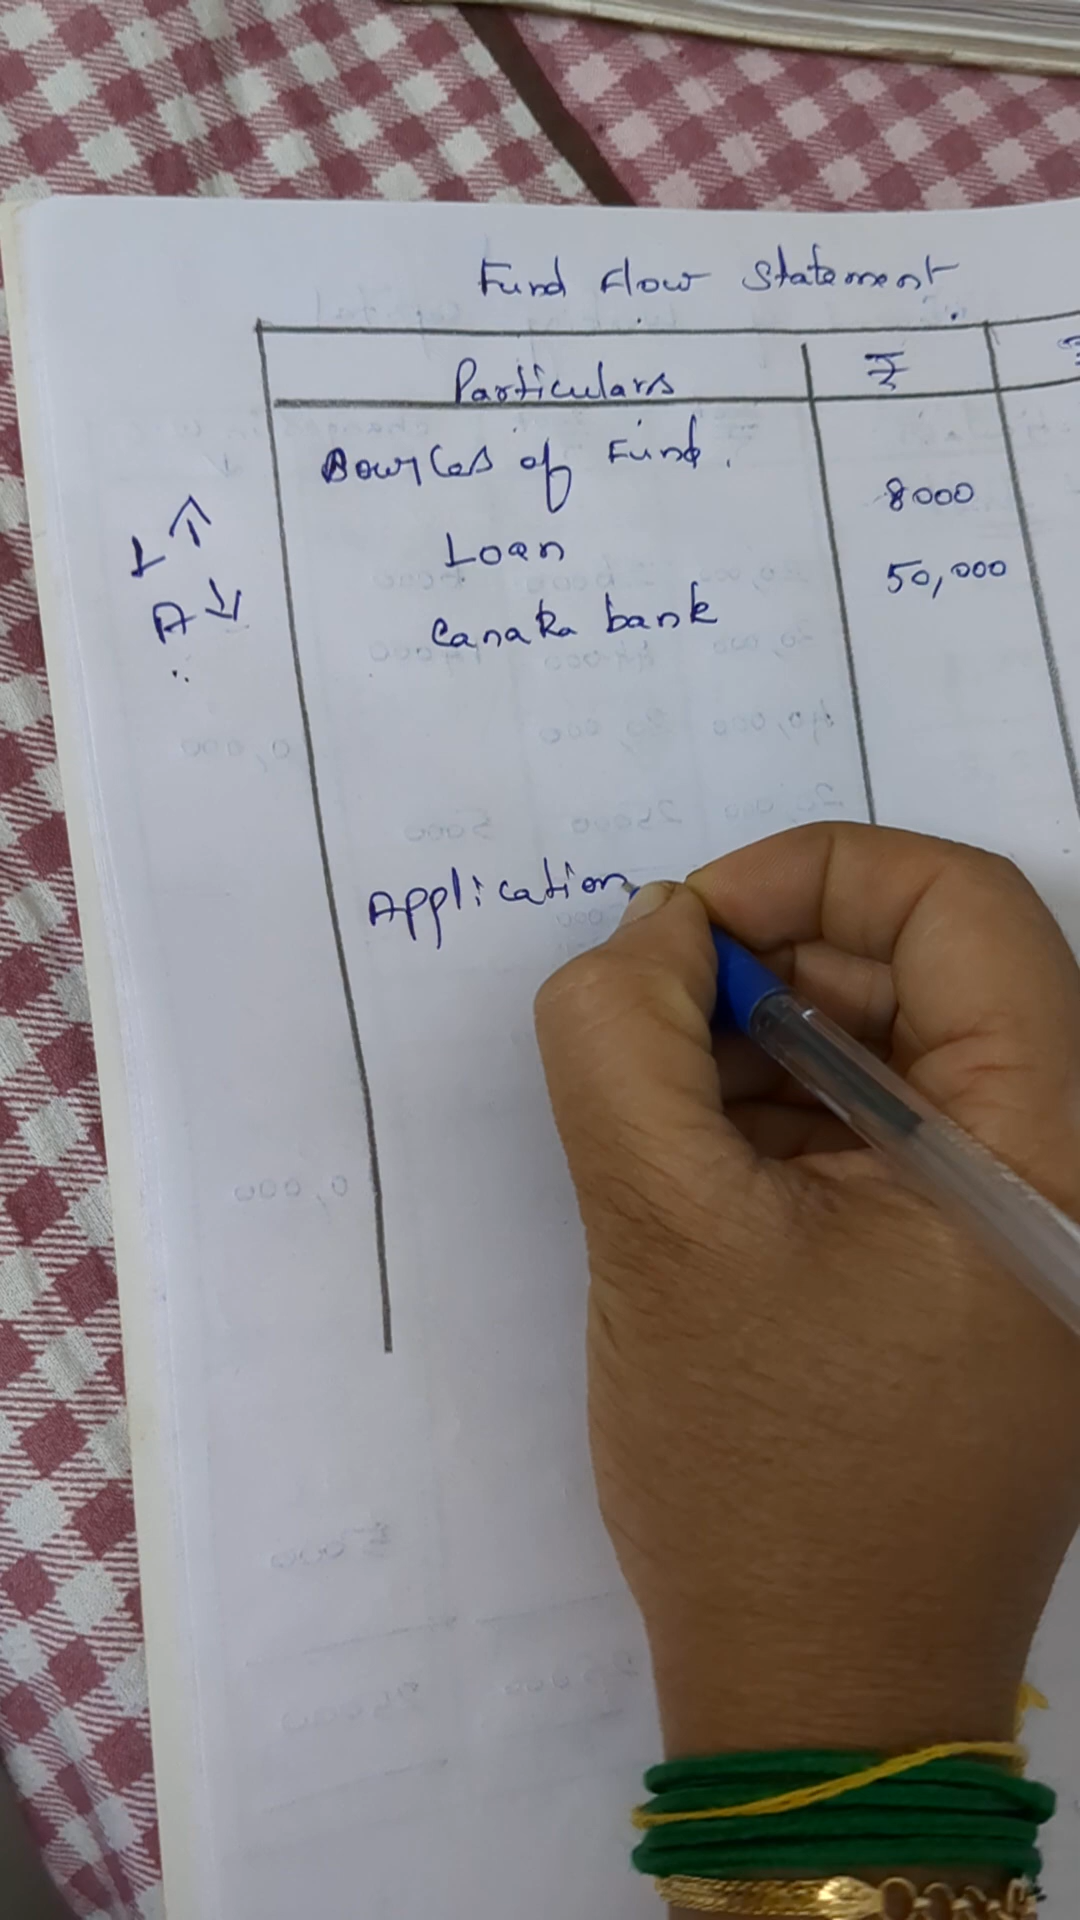 Fund Flow Statement
Particulars ₹
Sources of Fund.
8000
L ↑ Loan
50,000
A ↓ Canara bank
Application